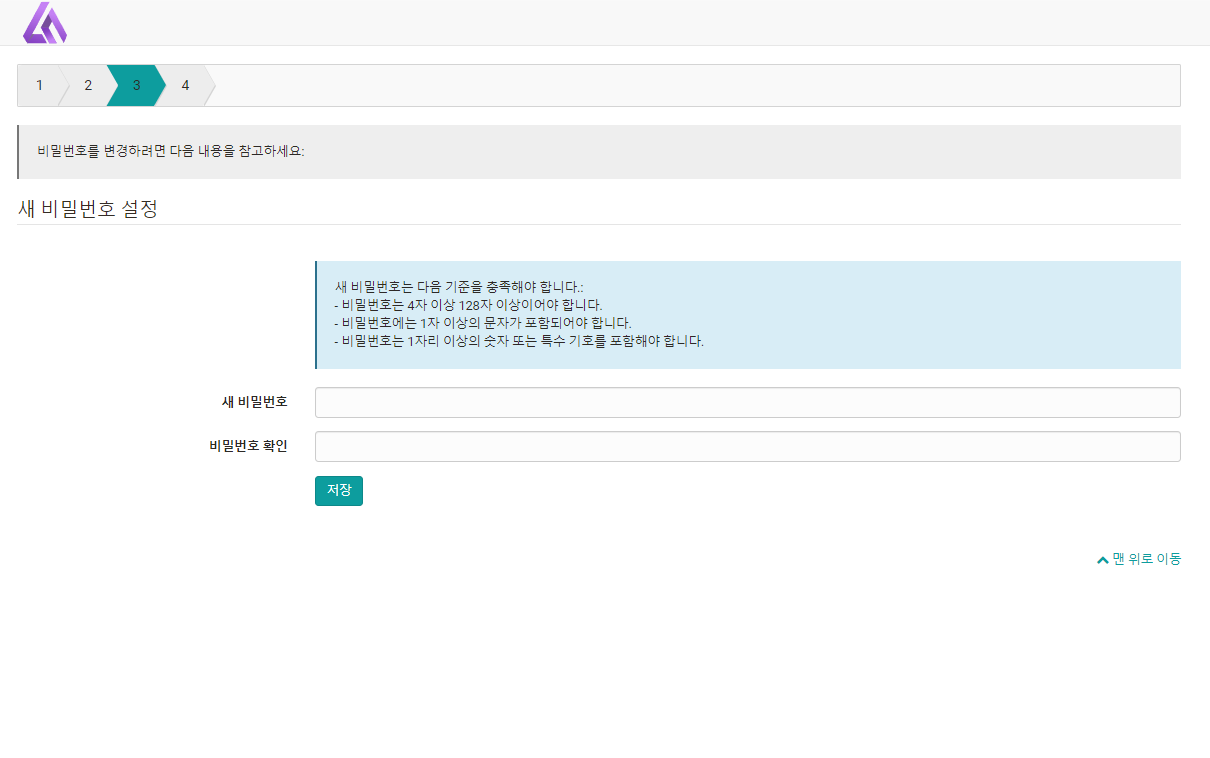 1 2 3 4
비밀번호를 변경하려면 다음 내용을 참고하세요:
새 비밀번호 설정
새 비밀번호는 다음 기준을 충족해야 합니다.:
- 비밀번호는 4자 이상 128자 이상이어야 합니다.
- 비밀번호에는 1자 이상의 문자가 포함되어야 합니다.
- 비밀번호는 1자리 이상의 숫자 또는 특수 기호를 포함해야 합니다.
새 비밀번호
비밀번호 확인
저장
맨 위로 이동